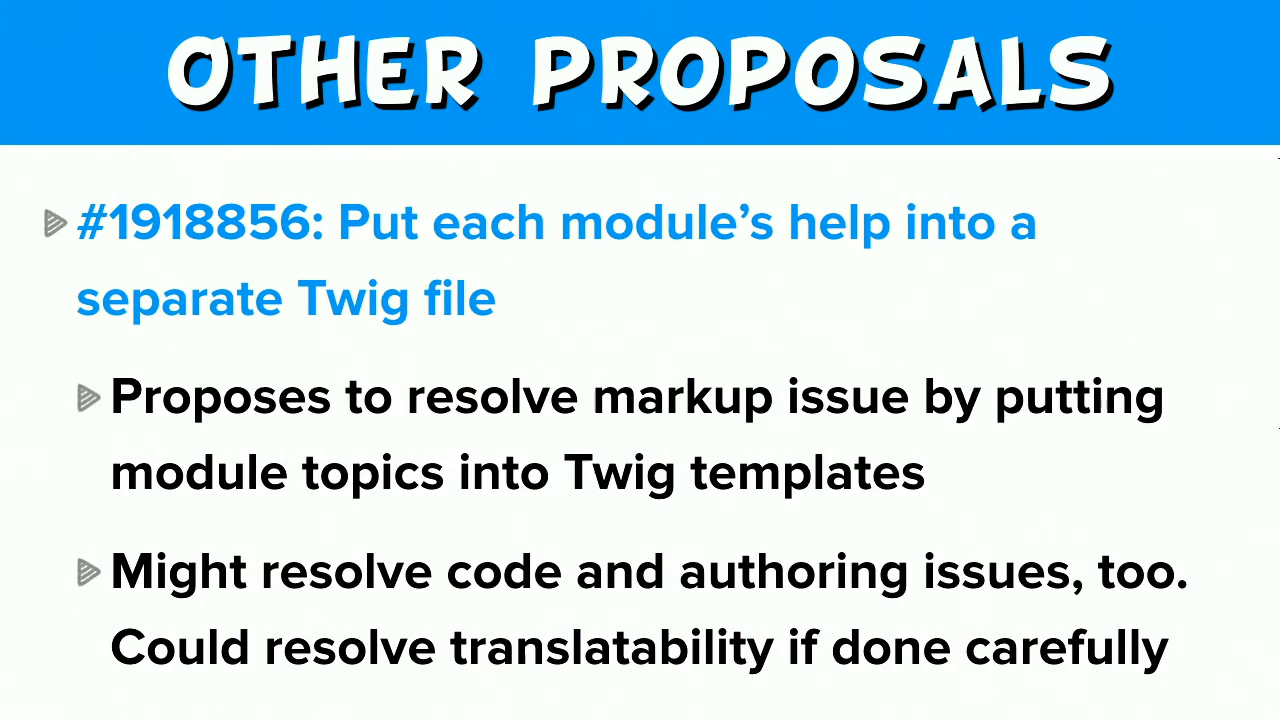 OTHER PROPOSALS
#1918856: Put each module’s help into a
separate Twig file
Proposes to resolve markup issue by putting
module topics into Twig templates
Might resolve code and authoring issues, too.
Could resolve translatability if done carefully